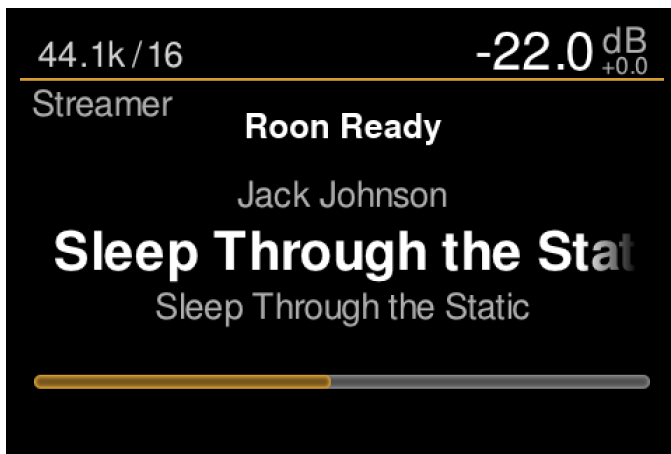 44.1k/16
-22.0 dB
+0.0
Streamer
Roon Ready
Jack Johnson
Sleep Through the Stat
Sleep Through the Static